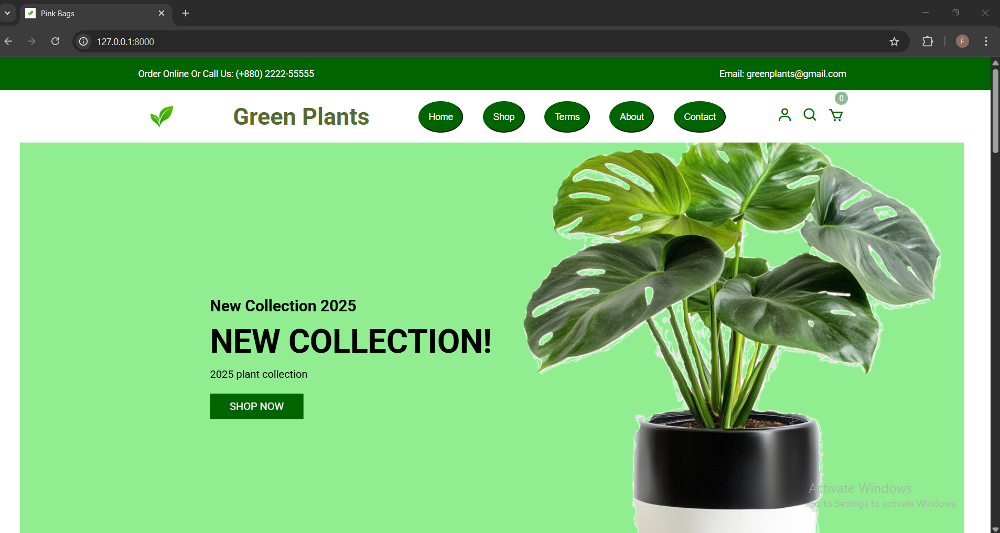 Pink Bags
127.0.0.1:8000
F
Order Online Or Call Us: (+880) 2222-55555
Email: greenplants@gmail.com
Green Plants
Home
Shop
Terms
About
Contact
0
New Collection 2025
NEW COLLECTION!
2025 plant collection
SHOP NOW
Activate Windows
Go to Settings to activate Windows.